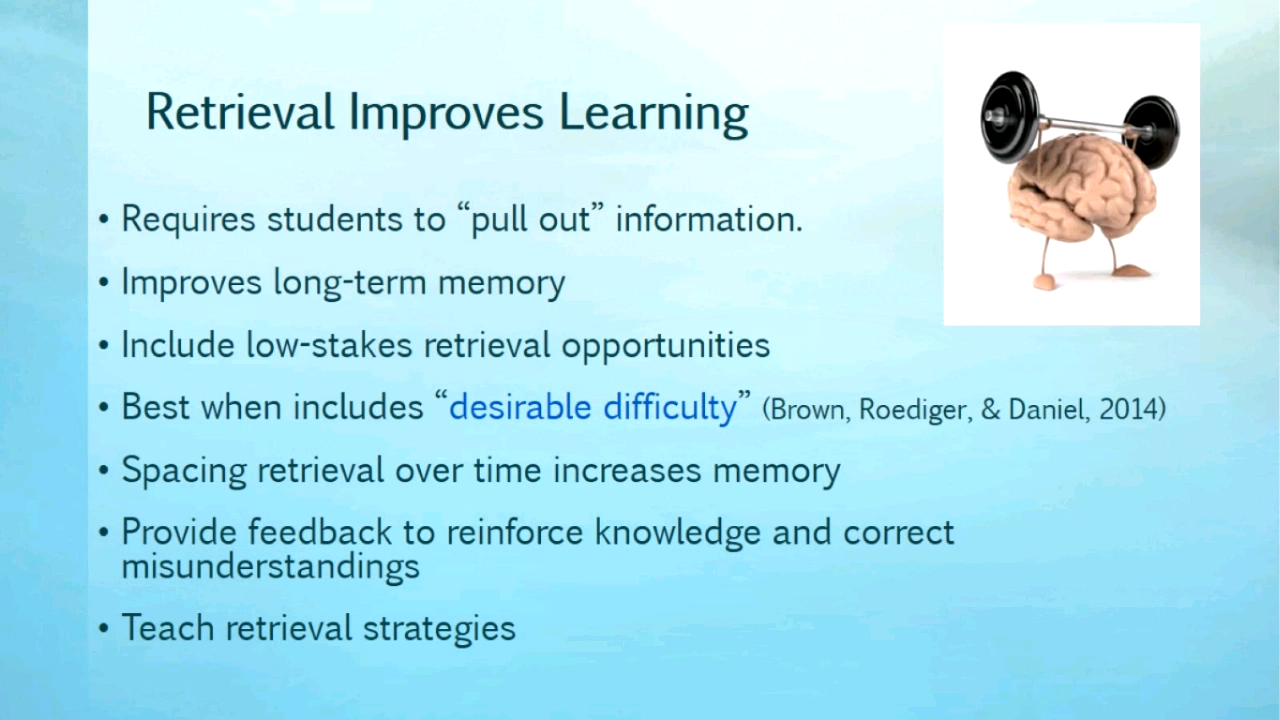 Retrieval Improves Learning
• Requires students to “pull out” information.
• Improves long-term memory
• Include low-stakes retrieval opportunities
• Best when includes “desirable difficulty” (Brown, Roediger, & Daniel, 2014)
• Spacing retrieval over time increases memory
• Provide feedback to reinforce knowledge and correct
misunderstandings
• Teach retrieval strategies